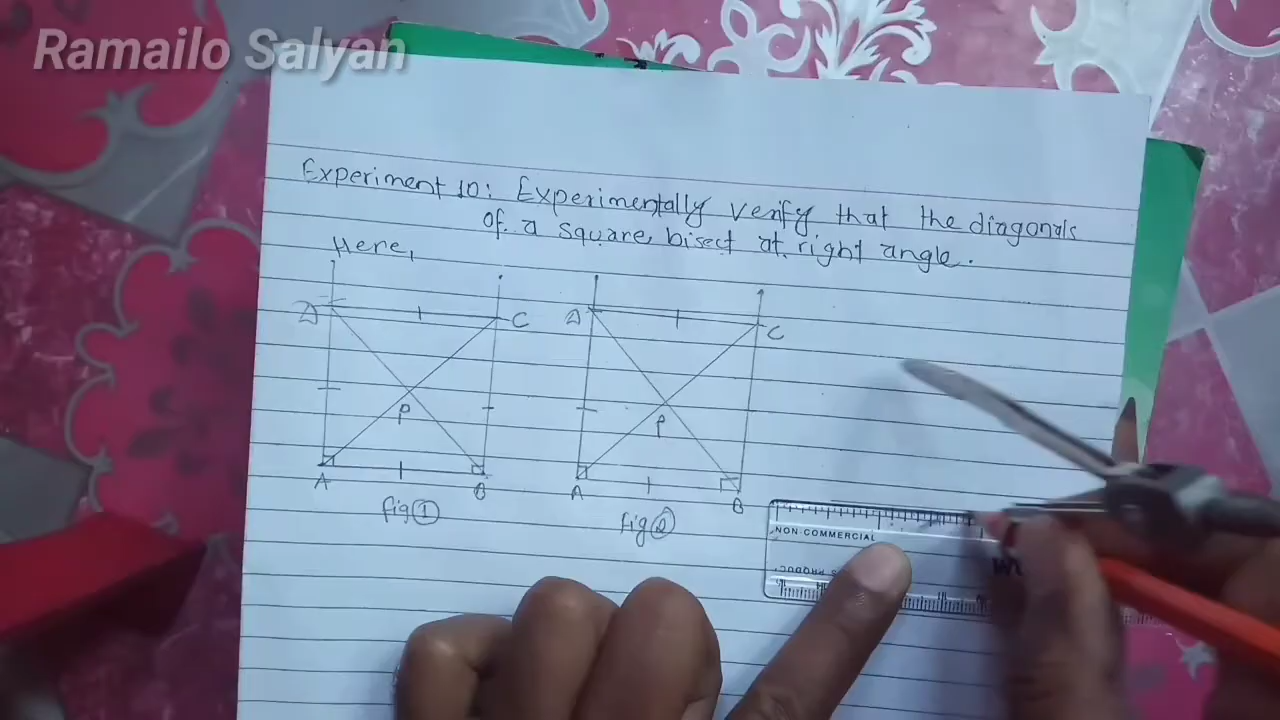 Ramailo Salyan
Experiment 10: Experimentally verify that the diagonals
of a square bisect at right angle.
Here,
D C D C
P P
A B A B
fig ① fig ②
NON-COMMERCIAL